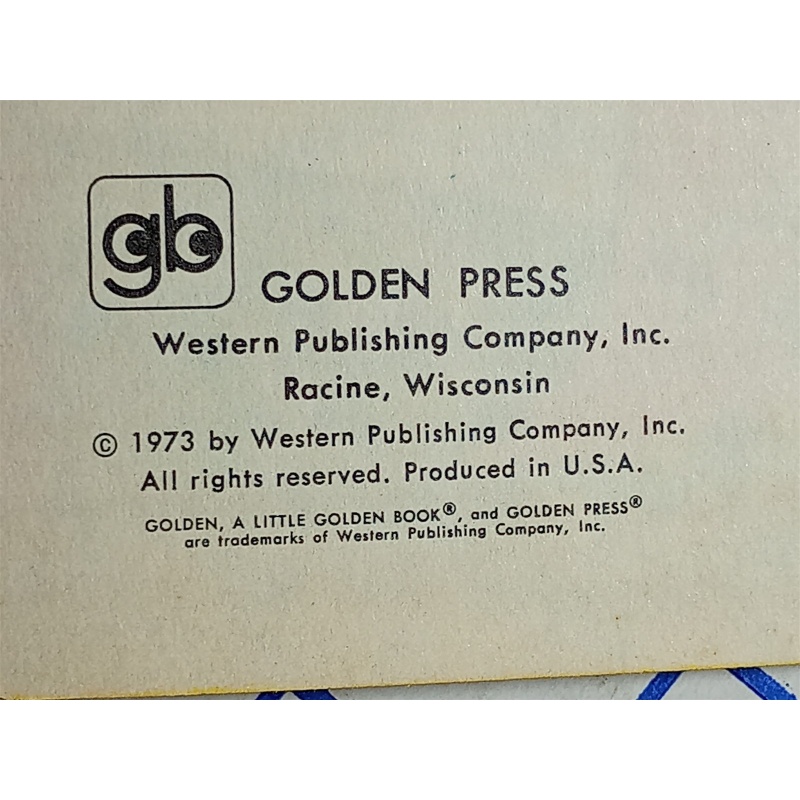 gb
GOLDEN PRESS
Western Publishing Company, Inc.
Racine, Wisconsin
© 1973 by Western Publishing Company, Inc.
All rights reserved. Produced in U.S.A.
GOLDEN, A LITTLE GOLDEN BOOK®, and GOLDEN PRESS®
are trademarks of Western Publishing Company, Inc.